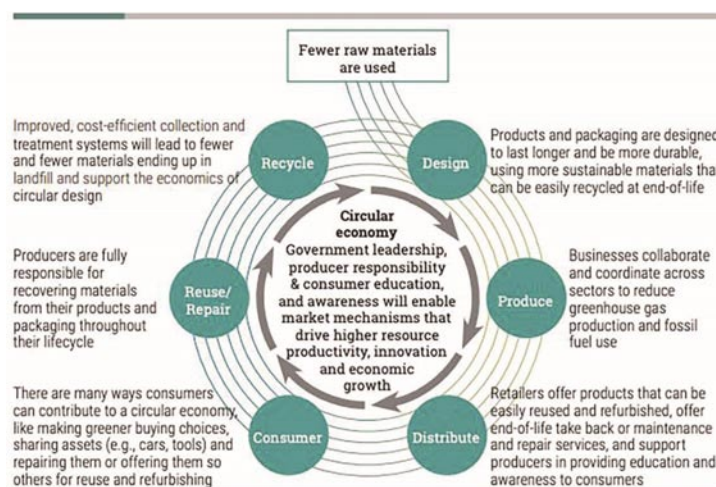 Fewer raw materials
are used
Improved, cost-efficient collection and
treatment systems will lead to fewer
and fewer materials ending up in
landfill and support the economics of
circular design
Recycle
Design
Products and packaging are designed
to last longer and be more durable,
using more sustainable materials tha
can be easily recycled at end-of-life
Circular
economy
Government leadership,
producer responsibility
& consumer education,
and awareness will enable
market mechanisms that
drive higher resource
productivity, innovation
and economic
growth
Producers are fully
responsible for
recovering materials
from their products and
packaging throughout
their lifecycle
Reuse/
Repair
Produce
Businesses collaborate
and coordinate across
sectors to reduce
greenhouse gas
production and fossil
fuel use
There are many ways consumers
can contribute to a circular economy,
like making greener buying choices,
sharing assets (e.g., cars, tools) and
repairing them or offering them so
others for reuse and refurbishing
Consumer
Distribute
Retailers offer products that can be
easily reused and refurbished, offer
end-of-life take back or maintenance
and repair services, and support
producers in providing education and
awareness to consumers